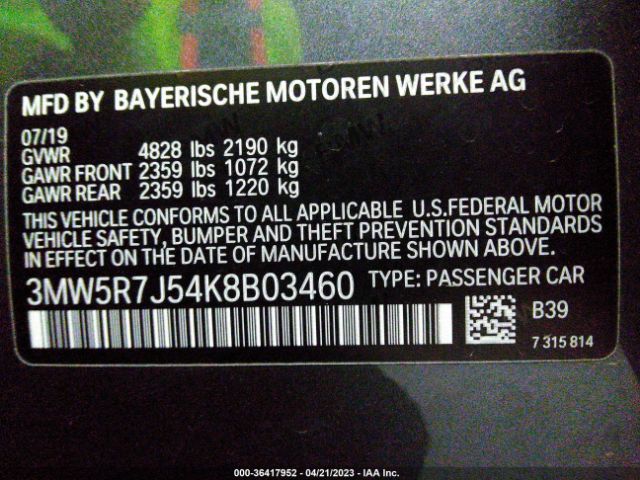 MFD BY BAYERISCHE MOTOREN WERKE AG
07/19
GVWR 4828 lbs 2190 kg
GAWR FRONT 2359 lbs 1072 kg
GAWR REAR 2359 lbs 1220 kg
THIS VEHICLE CONFORMS TO ALL APPLICABLE U.S.FEDERAL MOTOR
VEHICLE SAFETY, BUMPER AND THEFT PREVENTION STANDARDS
IN EFFECT ON THE DATE OF MANUFACTURE SHOWN ABOVE.
3MW5R7J54K8B03460 TYPE: PASSENGER CAR
B39
7 315 814
000-36417952 - 04/21/2023 - IAA Inc.